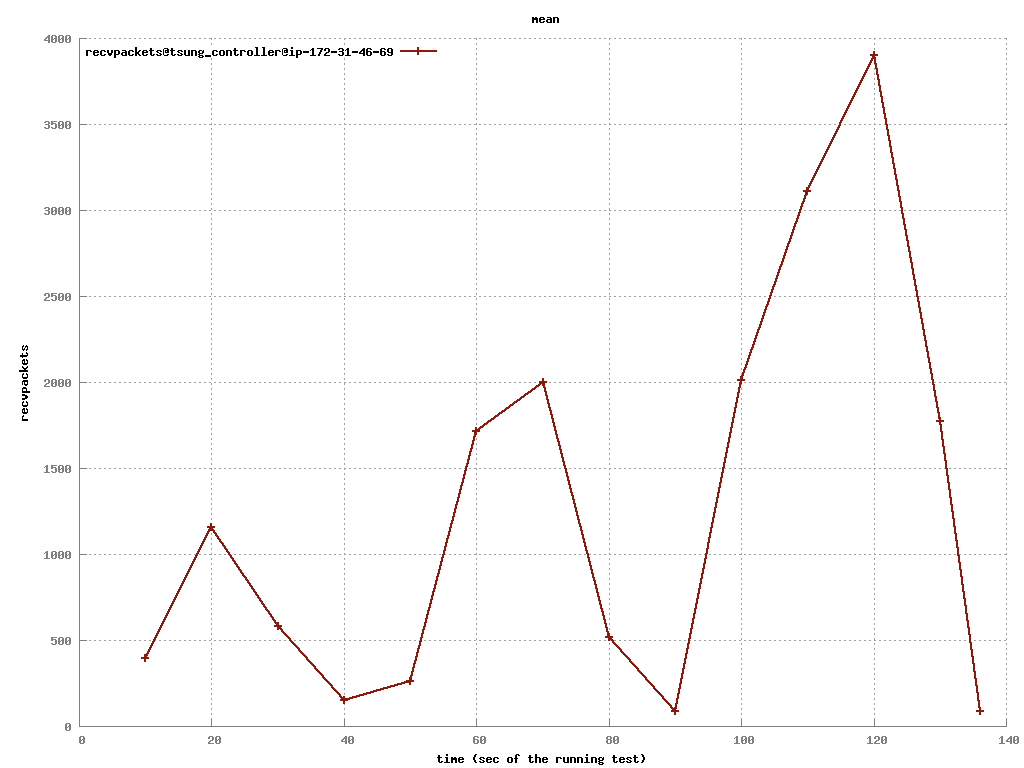 mean
recvpackets@tsung_controller@ip-172-31-46-69
4000
3500
3000
2500
2000
1500
1000
500
0
recvpackets
0 20 40 60 80 100 120 140
time (sec of the running test)